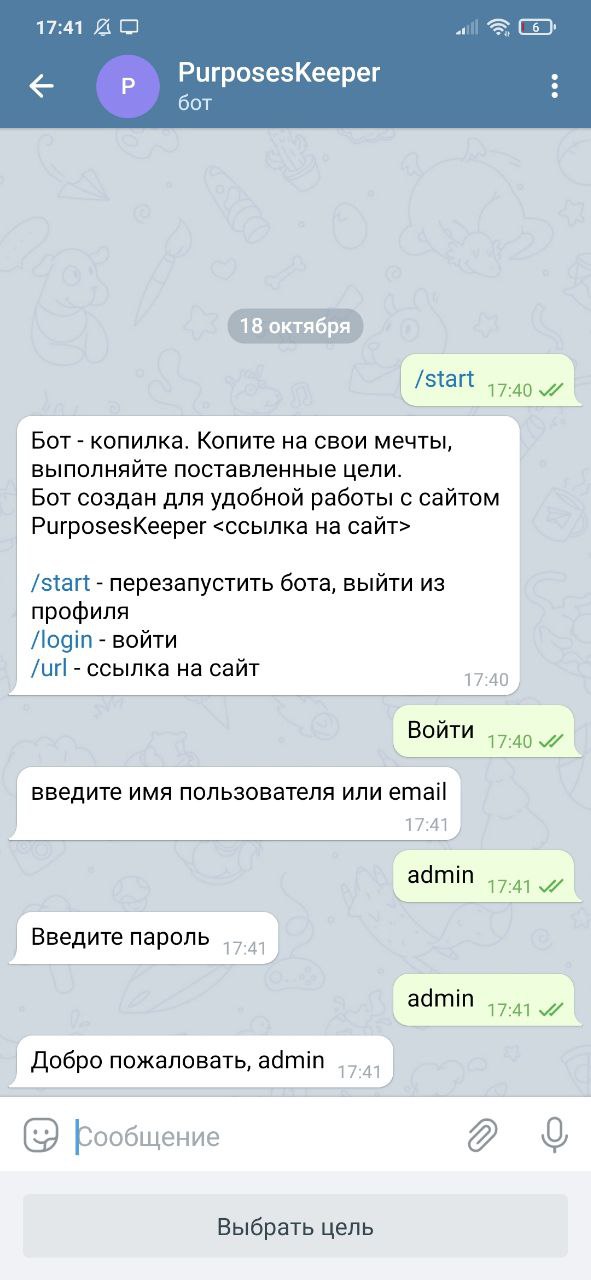 17:41
6
P
PurposesKeeper
бот
18 октября
/start 17:40
Бот - копилка. Копите на свои мечты,
выполняйте поставленные цели.
Бот создан для удобной работы с сайтом
PurposesKeeper <ссылка на сайт>
/start - перезапустить бота, выйти из
профиля
/login - войти
/url - ссылка на сайт
17:40
Войти 17:40
введите имя пользователя или email
17:41
admin 17:41
Введите пароль 17:41
admin 17:41
Добро пожаловать, admin 17:41
Сообщение
Выбрать цель